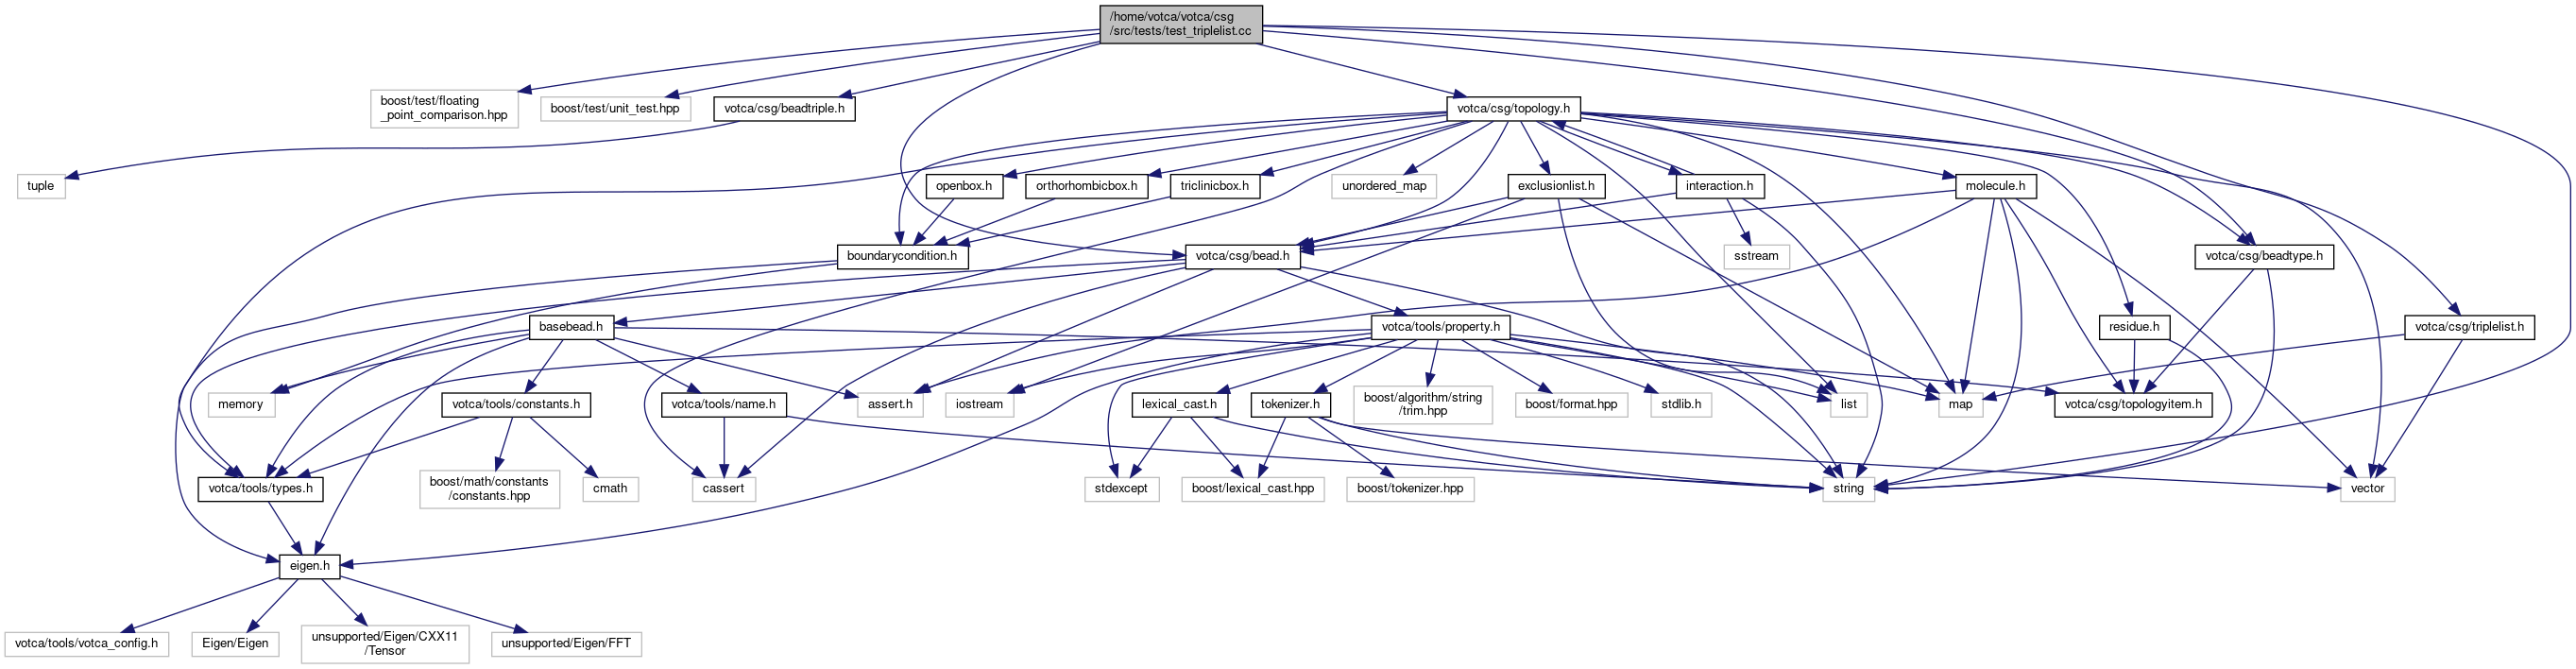 /home/votca/votca/csg
/src/tests/test_triplelist.cc
boost/test/floating
_point_comparison.hpp
boost/test/unit_test.hpp
votca/csg/beadtriple.h
votca/csg/topology.h
tuple
openbox.h
orthorhombicbox.h
triclinicbox.h
unordered_map
exclusionlist.h
interaction.h
molecule.h
boundarycondition.h
votca/csg/bead.h
sstream
votca/csg/beadtype.h
basebead.h
votca/tools/property.h
residue.h
votca/csg/triplelist.h
memory
votca/tools/constants.h
votca/tools/name.h
assert.h
iostream
lexical_cast.h
tokenizer.h
boost/algorithm/string
/trim.hpp
boost/format.hpp
stdlib.h
list
map
votca/csg/topologyitem.h
votca/tools/types.h
boost/math/constants
/constants.hpp
cmath
cassert
stdexcept
boost/lexical_cast.hpp
boost/tokenizer.hpp
string
vector
eigen.h
votca/tools/votca_config.h
Eigen/Eigen
unsupported/Eigen/CXX11
/Tensor
unsupported/Eigen/FFT